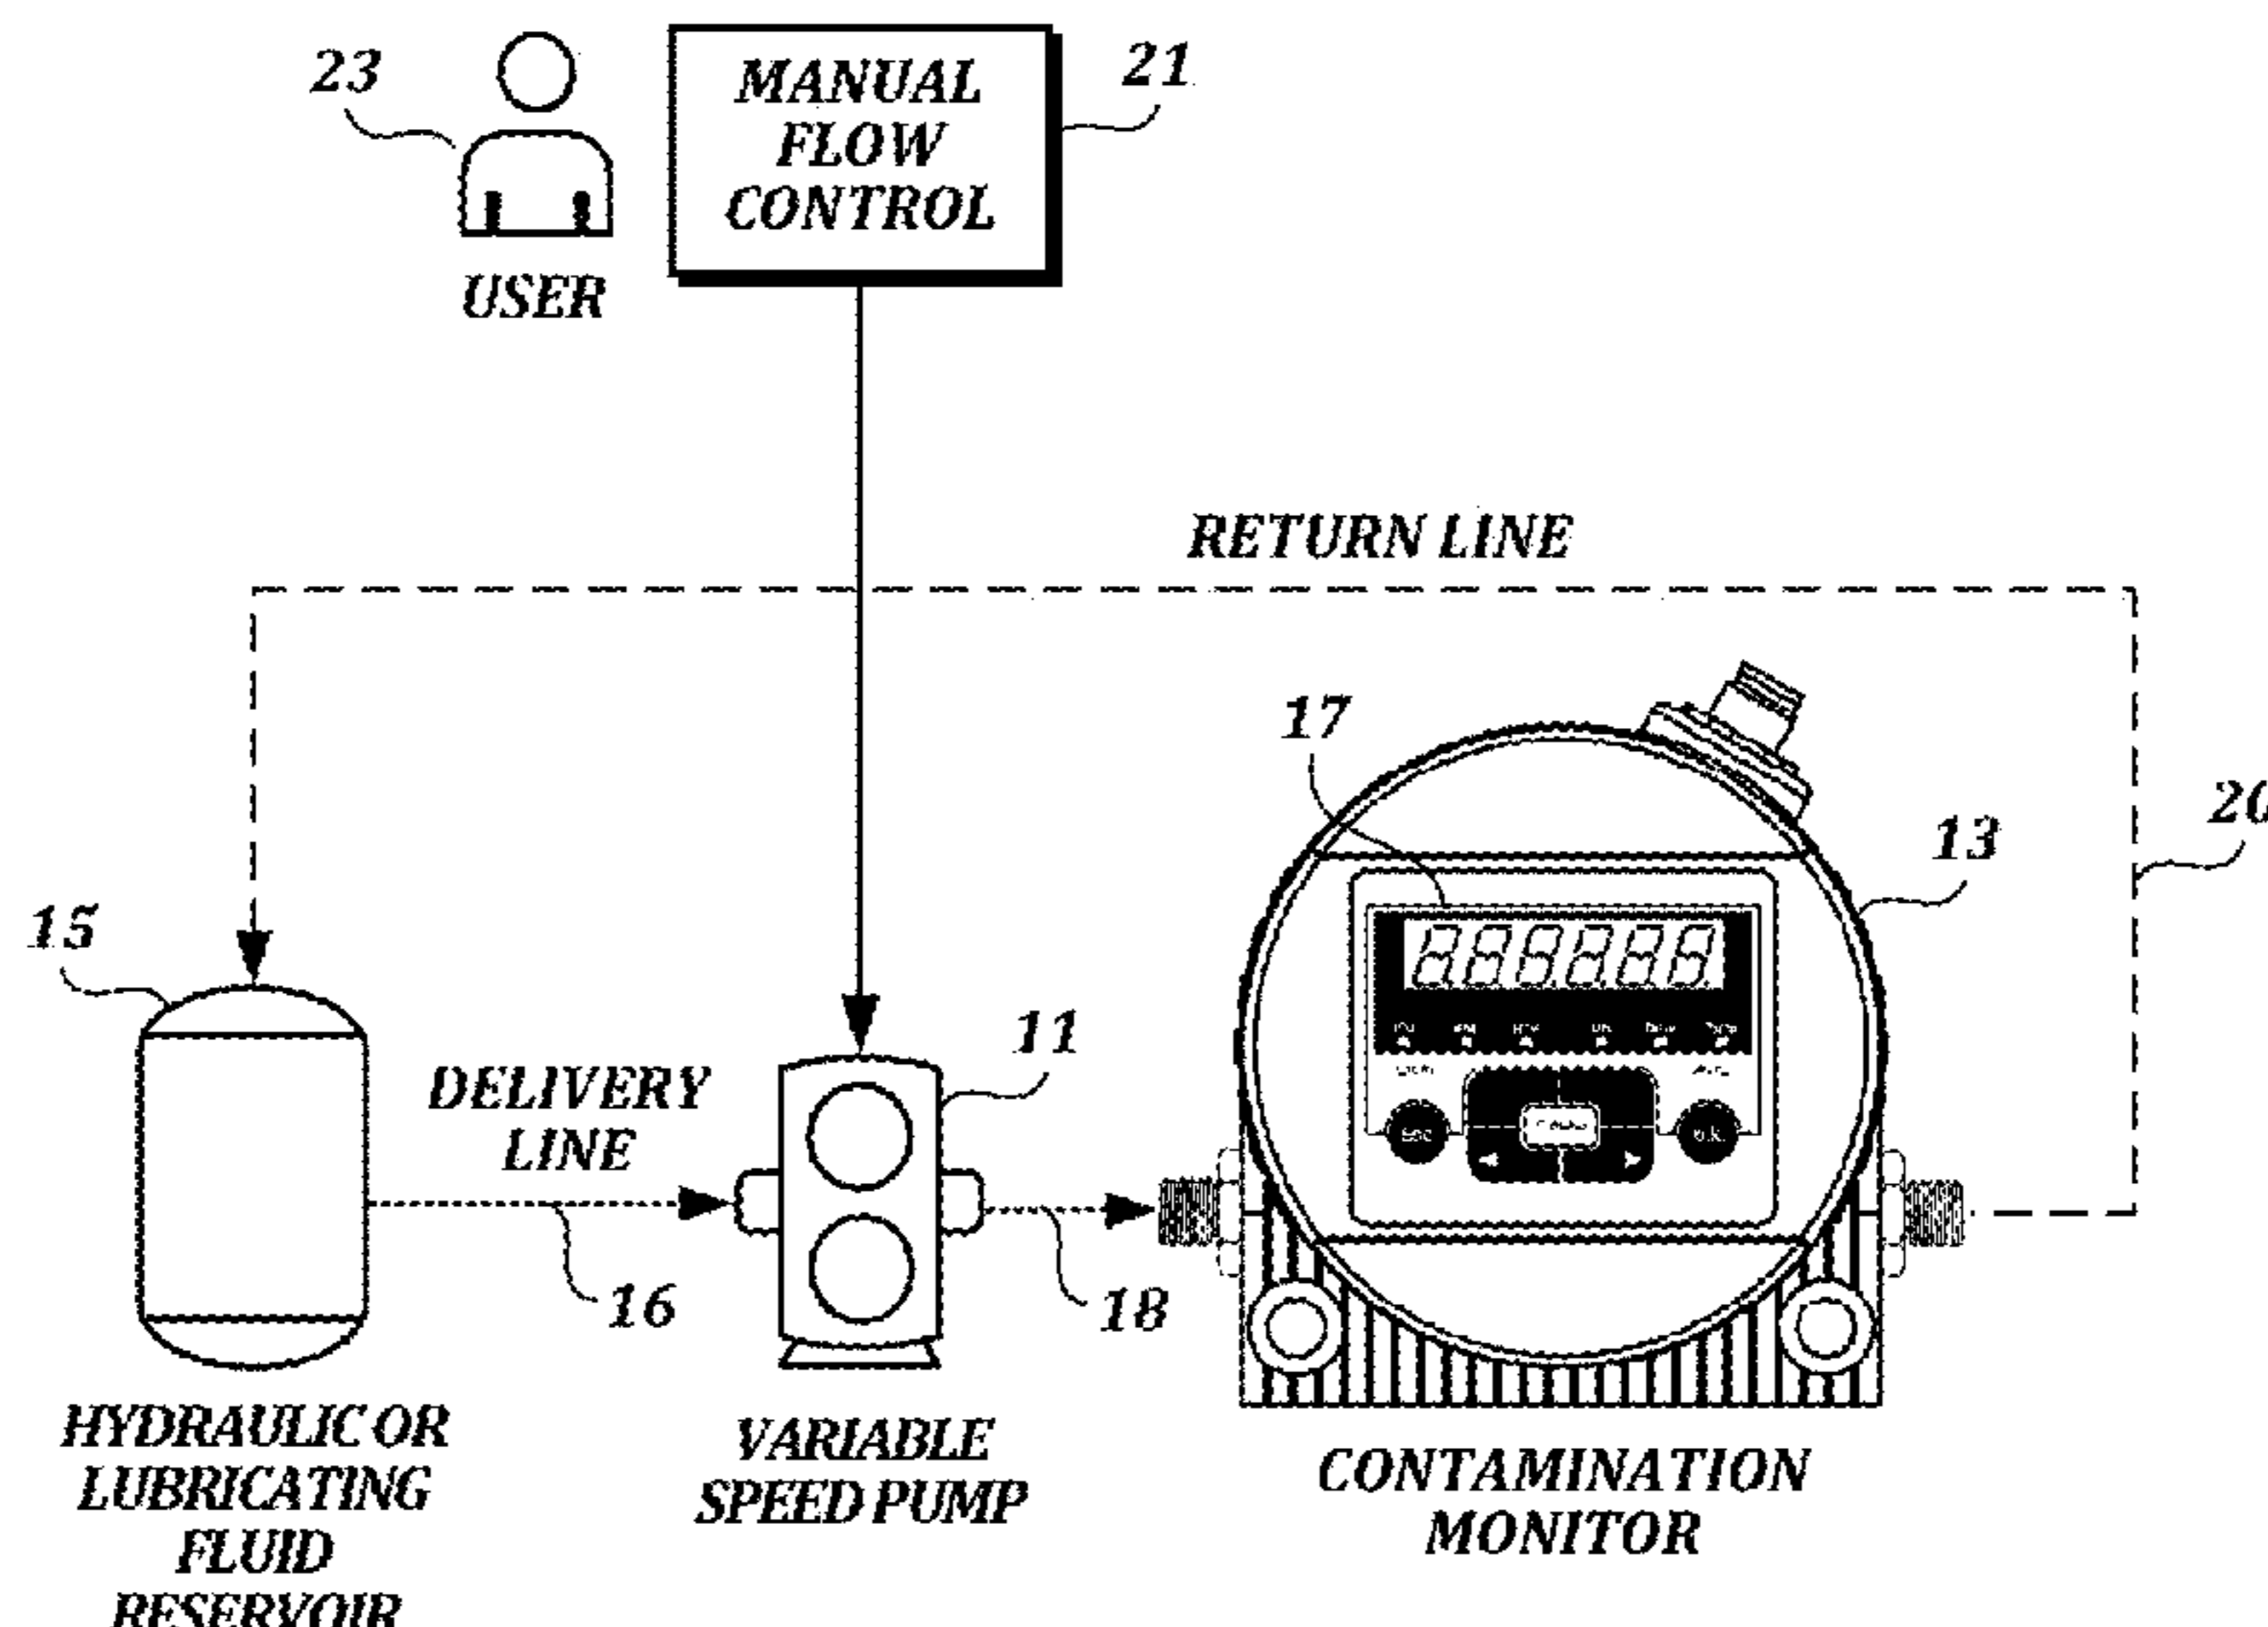 23
MANUAL
FLOW
CONTROL
21
USER
RETURN LINE
17
20
13
15
11
DELIVERY
LINE
16
18
esc
o.k.
HYDRAULIC OR
LUBRICATING
FLUID
RESERVOIR
VARIABLE
SPEED PUMP
CONTAMINATION
MONITOR